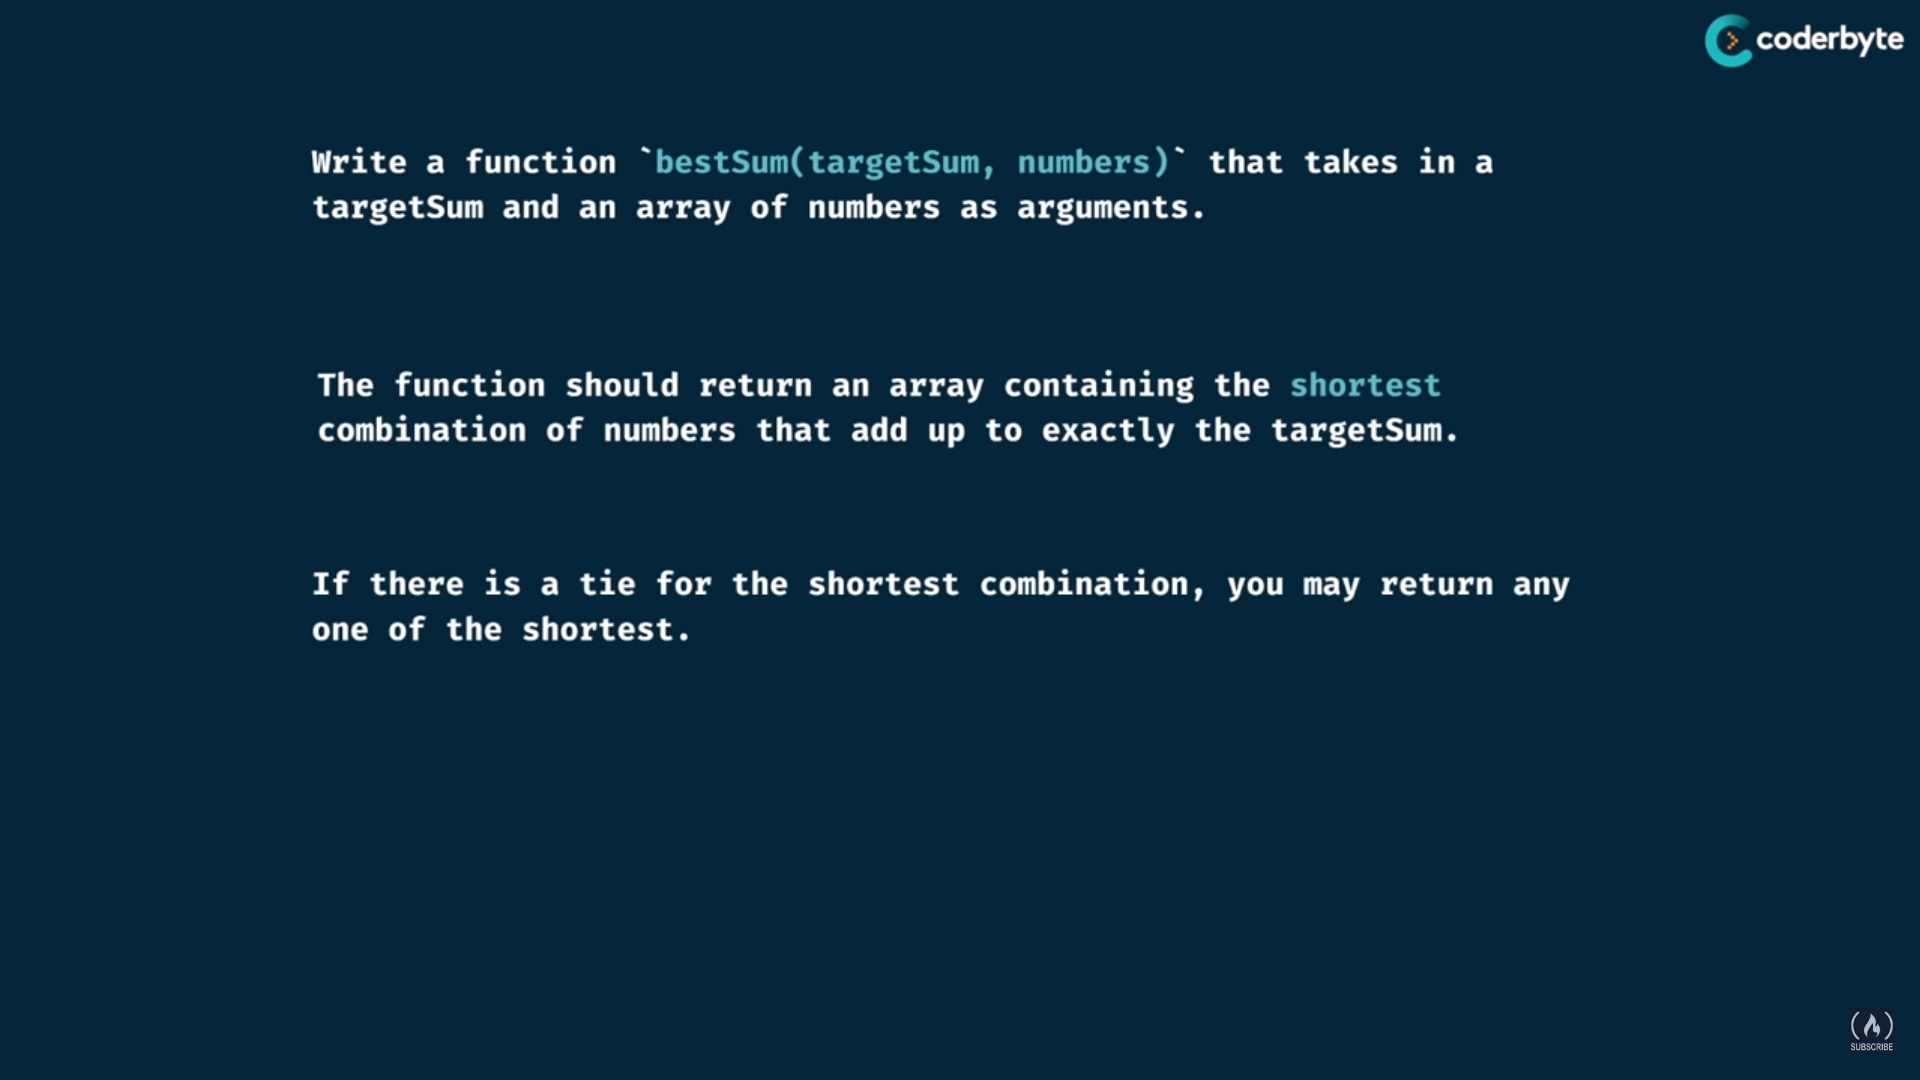 coderbyte
Write a function `bestSum(targetSum, numbers)` that takes in a
targetSum and an array of numbers as arguments.
The function should return an array containing the shortest
combination of numbers that add up to exactly the targetSum.
If there is a tie for the shortest combination, you may return any
one of the shortest.
SUBSCRIBE